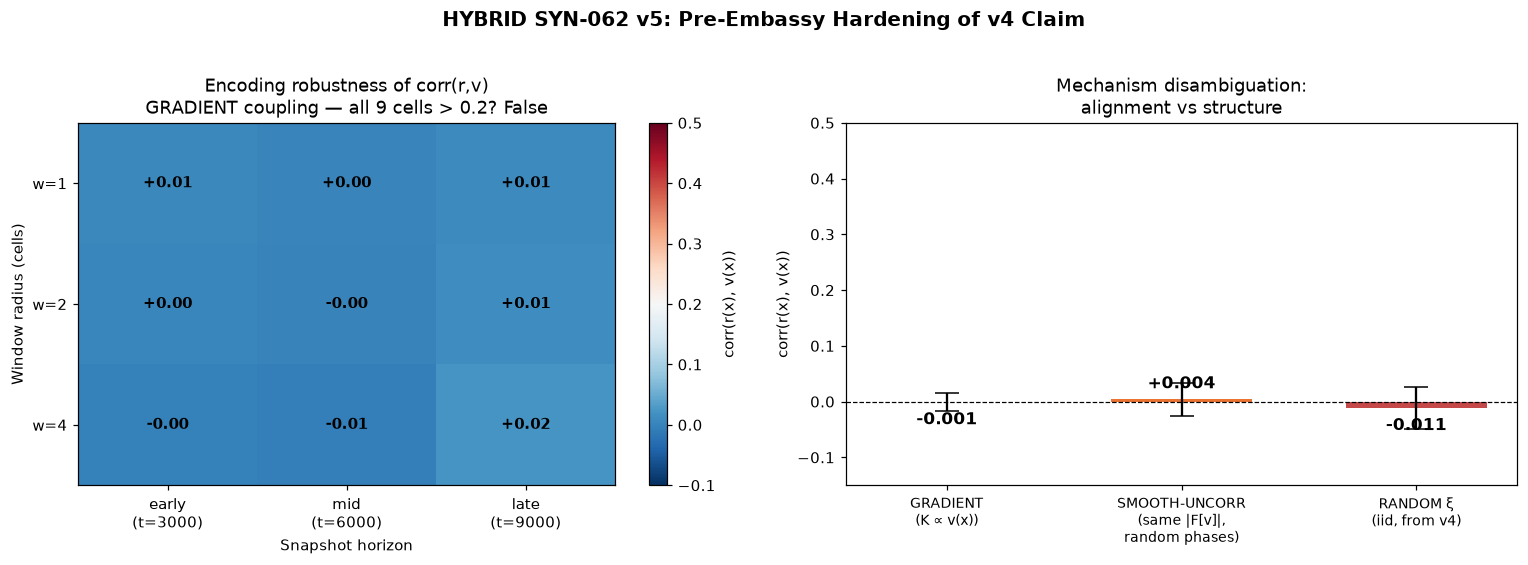 HYBRID SYN-062 v5: Pre-Embassy Hardening of v4 Claim
Encoding robustness of corr(r,v)
GRADIENT coupling — all 9 cells > 0.2? False
Window radius (cells)
w=1
w=2
w=4
+0.01
+0.00
+0.01
+0.00
-0.00
+0.01
-0.00
-0.01
+0.02
early
(t=3000)
mid
(t=6000)
late
(t=9000)
Snapshot horizon
0.5
0.4
0.3
0.2
0.1
0.0
−0.1
corr(r(x), v(x))
Mechanism disambiguation:
alignment vs structure
corr(r(x), v(x))
0.5
0.4
0.3
0.2
0.1
0.0
−0.1
-0.001
+0.004
-0.011
GRADIENT
(K ∝ v(x))
SMOOTH-UNCORR
(same |F[v]|,
random phases)
RANDOM ξ
(iid, from v4)